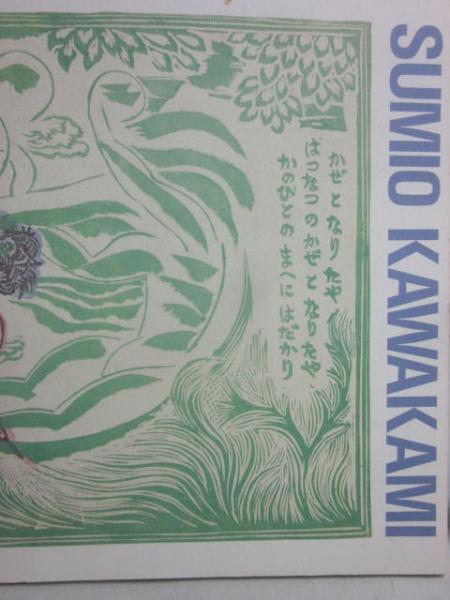 SUMIO KAWAKAMI
かぜ と なり たや
はつなつ の かぜ と なりたや
かのひと の まへに はだかり